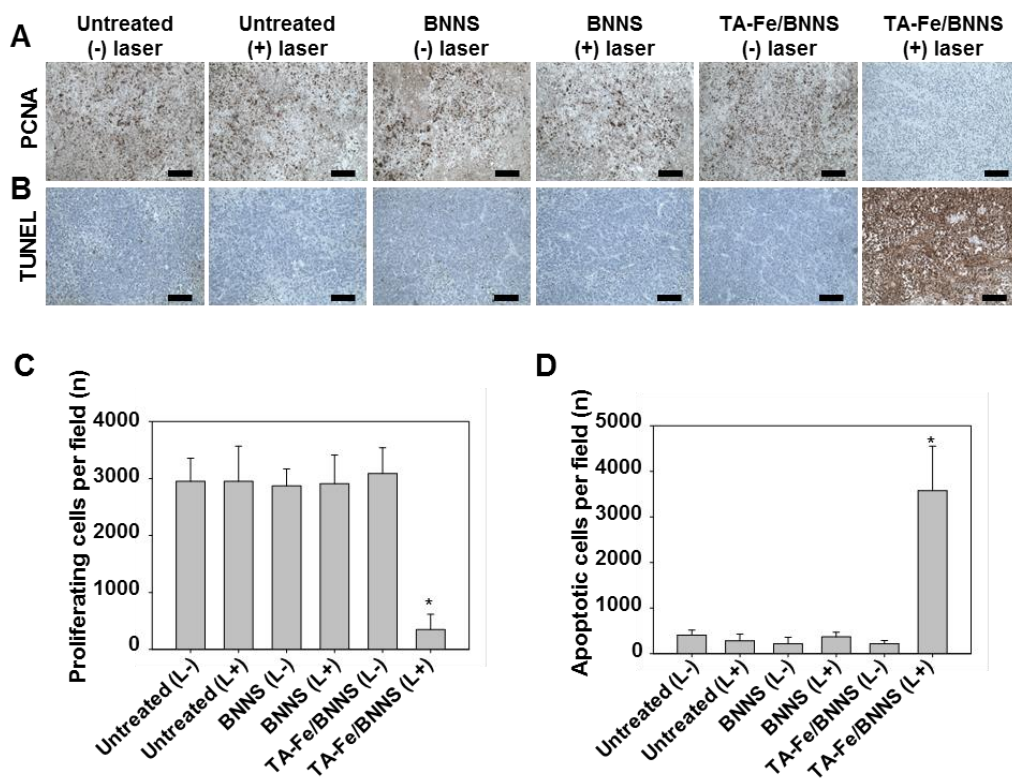 A
Untreated
(-) laser
Untreated
(+) laser
BNNS
(-) laser
BNNS
(+) laser
TA-Fe/BNNS
(-) laser
TA-Fe/BNNS
(+) laser
PCNA
B
TUNEL
C
Proliferating cells per field (n)
4000
3000
2000
1000
0
*
Untreated (L-)
Untreated (L+)
BNNS (L-)
BNNS (L+)
TA-Fe/BNNS (L-)
TA-Fe/BNNS (L+)
D
Apoptotic cells per field (n)
5000
4000
3000
2000
1000
0
*
Untreated (L-)
Untreated (L+)
BNNS (L-)
BNNS (L+)
TA-Fe/BNNS (L-)
TA-Fe/BNNS (L+)